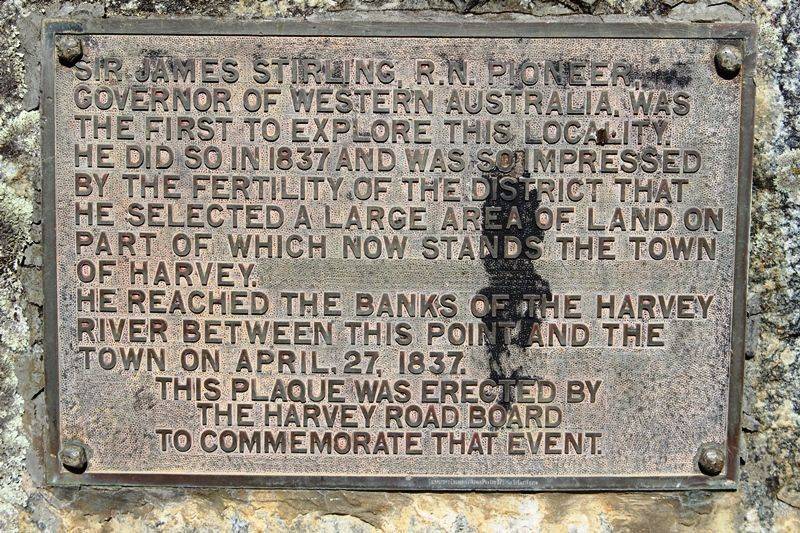 SIR JAMES STIRLING, R.N. PIONEER,
GOVERNOR OF WESTERN AUSTRALIA, WAS
THE FIRST TO EXPLORE THIS LOCALITY.
HE DID SO IN 1837 AND WAS SO IMPRESSED
BY THE FERTILITY OF THE DISTRICT THAT
HE SELECTED A LARGE AREA OF LAND ON
PART OF WHICH NOW STANDS THE TOWN
OF HARVEY.
HE REACHED THE BANKS OF THE HARVEY
RIVER BETWEEN THIS POINT AND THE
TOWN ON APRIL, 27, 1837.
THIS PLAQUE WAS ERECTED BY
THE HARVEY ROAD BOARD
TO COMMEMORATE THAT EVENT.